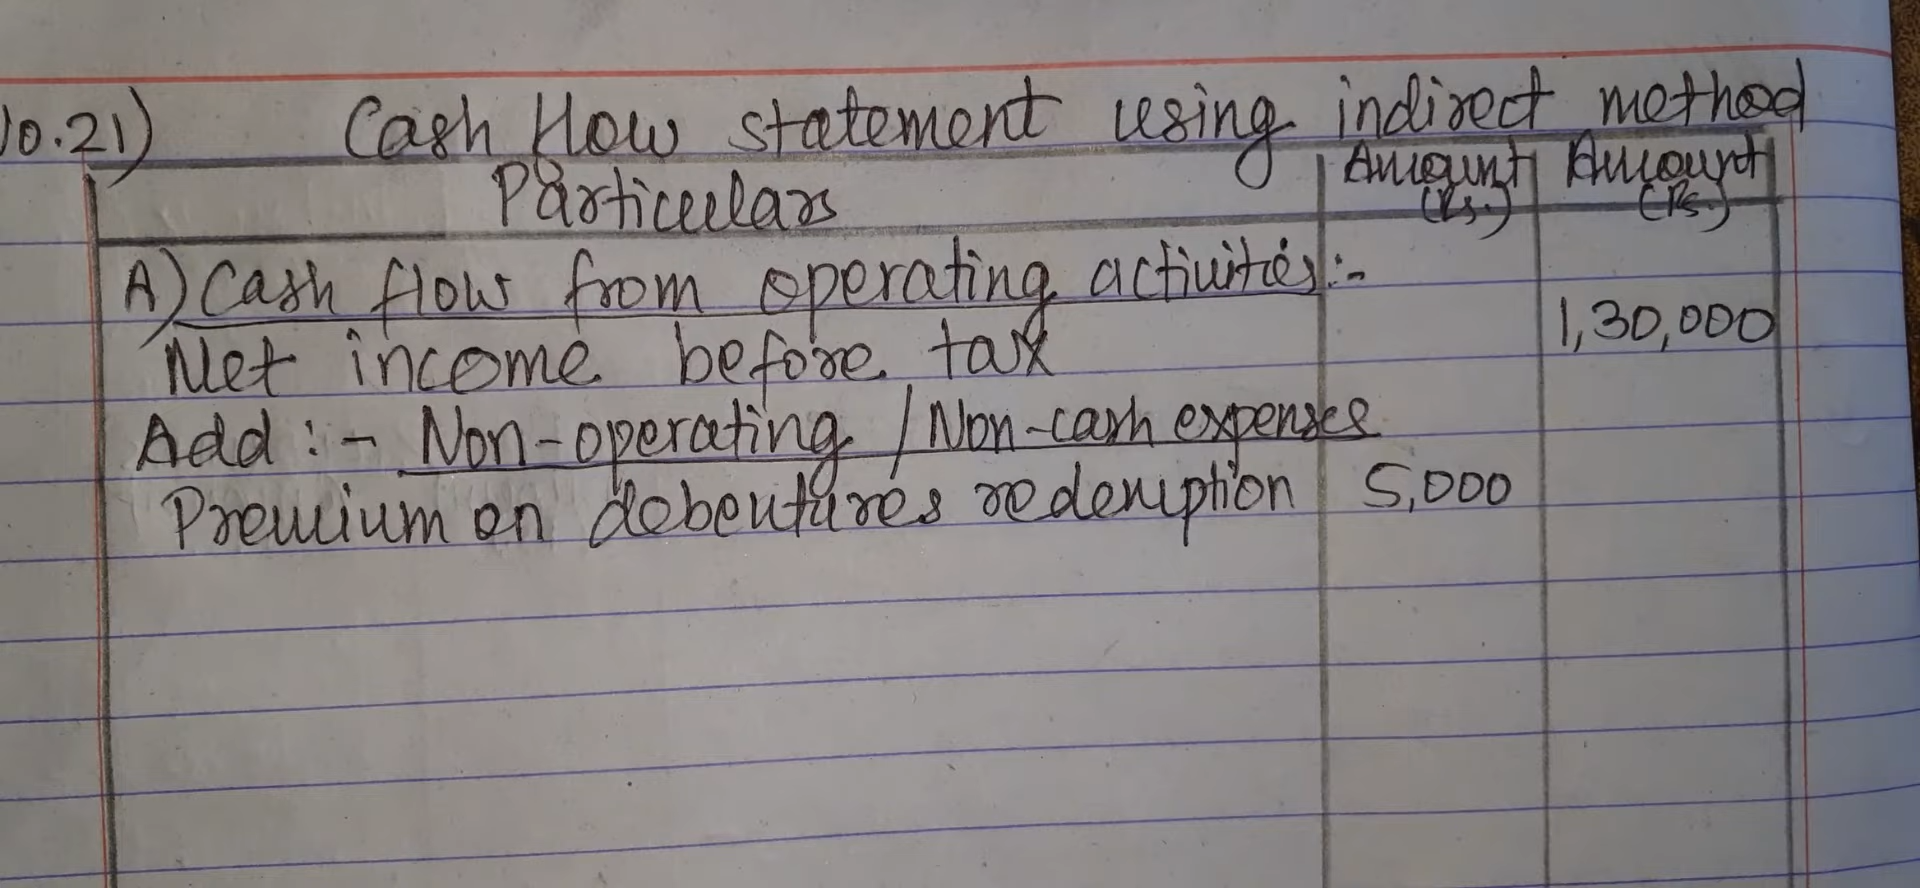 10.21) Cash flow statement using indirect method
Particulars Amount (Rs.) Amount (Rs.)
A) Cash flow from operating activities:-
Net income before tax 1,30,000
Add :- Non-operating / Non-cash expenses
Premium on debentures redemption 5,000